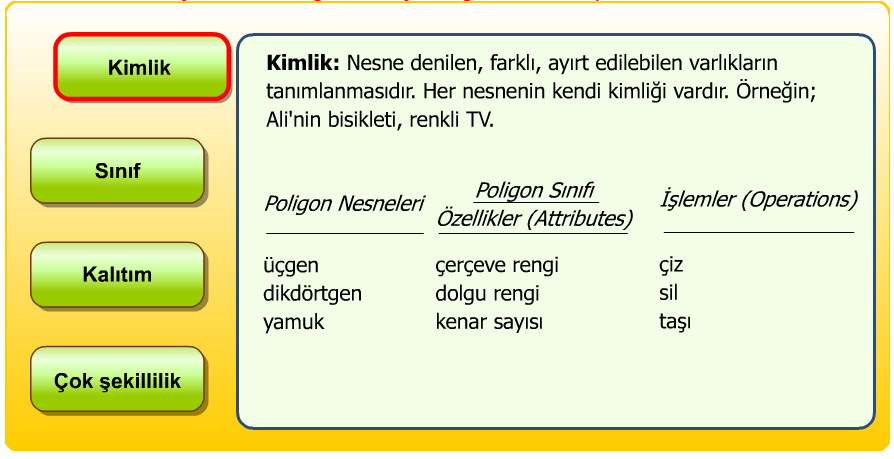 Kimlik
Sınıf
Kalıtım
Çok şekillilik
Kimlik: Nesne denilen, farklı, ayırt edilebilen varlıkların
tanımlanmasıdır. Her nesnenin kendi kimliği vardır. Örneğin;
Ali'nin bisikleti, renkli TV.
Poligon Nesneleri
Poligon Sınıfı
Özellikler (Attributes)
İşlemler (Operations)
üçgen çerçeve rengi çiz
dikdörtgen dolgu rengi sil
yamuk kenar sayısı taşı